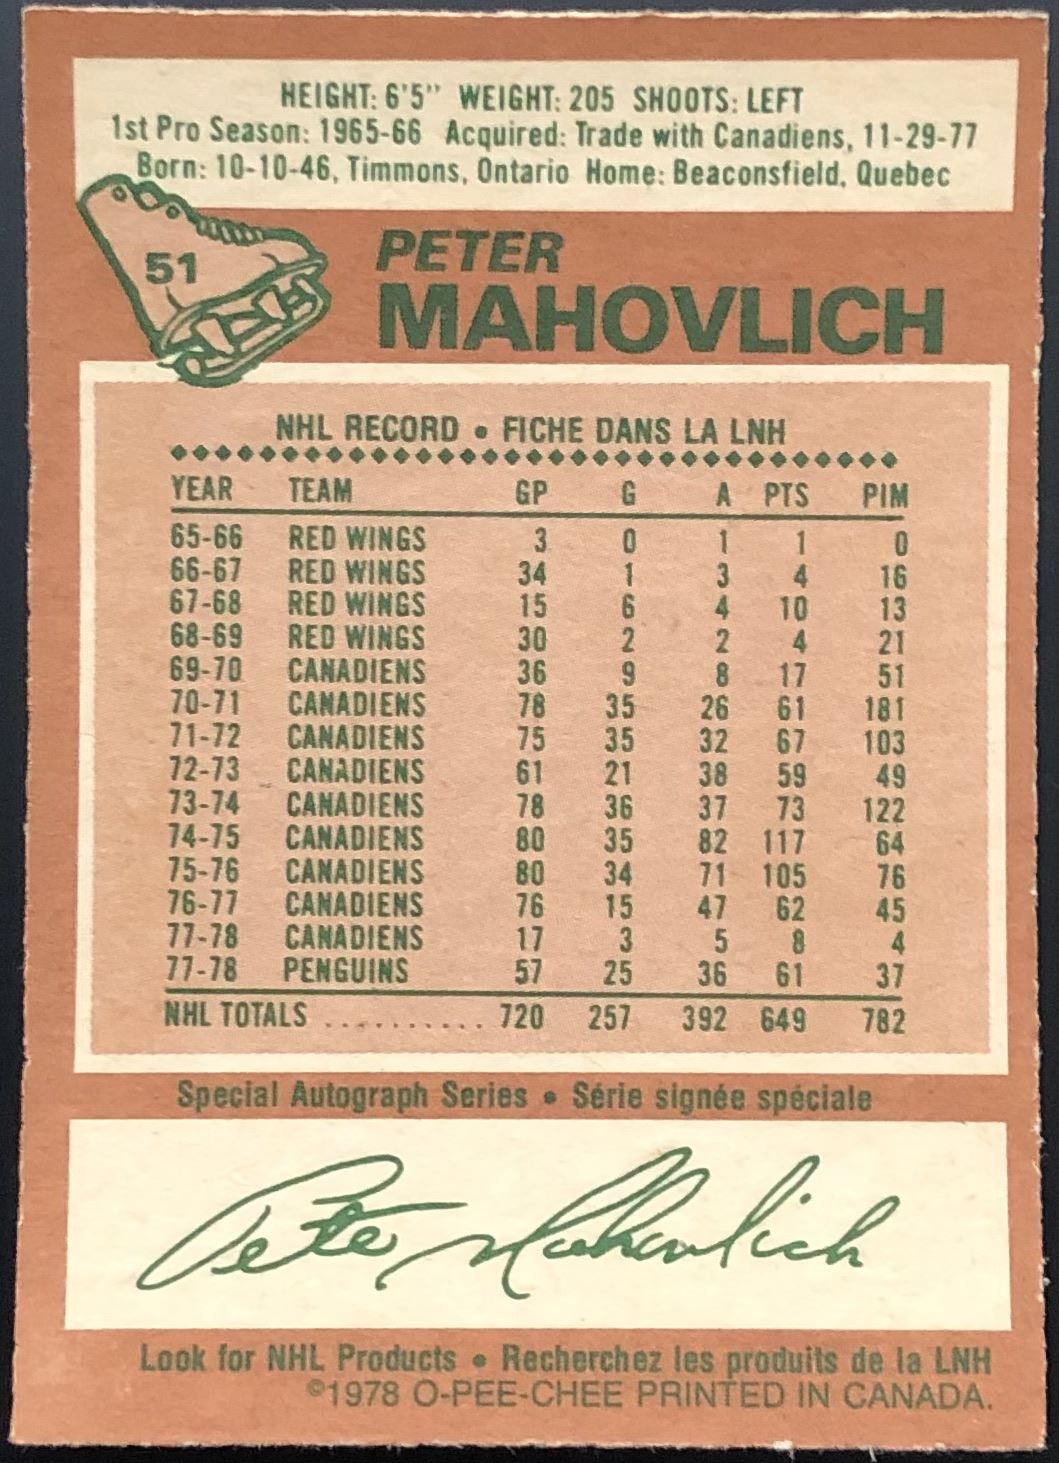 HEIGHT: 6'5" WEIGHT: 205 SHOOTS: LEFT
1st Pro Season: 1965-66 Acquired: Trade with Canadiens, 11-29-77
Born: 10-10-46, Timmons, Ontario Home: Beaconsfield, Quebec
51
PETER
MAHOVLICH
NHL RECORD • FICHE DANS LA LNH
YEAR TEAM GP G A PTS PIM
65-66 RED WINGS 3 0 1 1 0
66-67 RED WINGS 34 1 3 4 16
67-68 RED WINGS 15 6 4 10 13
68-69 RED WINGS 30 2 2 4 21
69-70 CANADIENS 36 9 8 17 51
70-71 CANADIENS 78 35 26 61 181
71-72 CANADIENS 75 35 32 67 103
72-73 CANADIENS 61 21 38 59 49
73-74 CANADIENS 78 36 37 73 122
74-75 CANADIENS 80 35 82 117 64
75-76 CANADIENS 80 34 71 105 76
76-77 CANADIENS 76 15 47 62 45
77-78 CANADIENS 17 3 5 8 4
77-78 PENGUINS 57 25 36 61 37
NHL TOTALS .......... 720 257 392 649 782
Special Autograph Series • Série signée spéciale
Pete Mahovlich
Look for NHL Products • Recherchez les produits de la LNH
©1978 O-PEE-CHEE PRINTED IN CANADA.